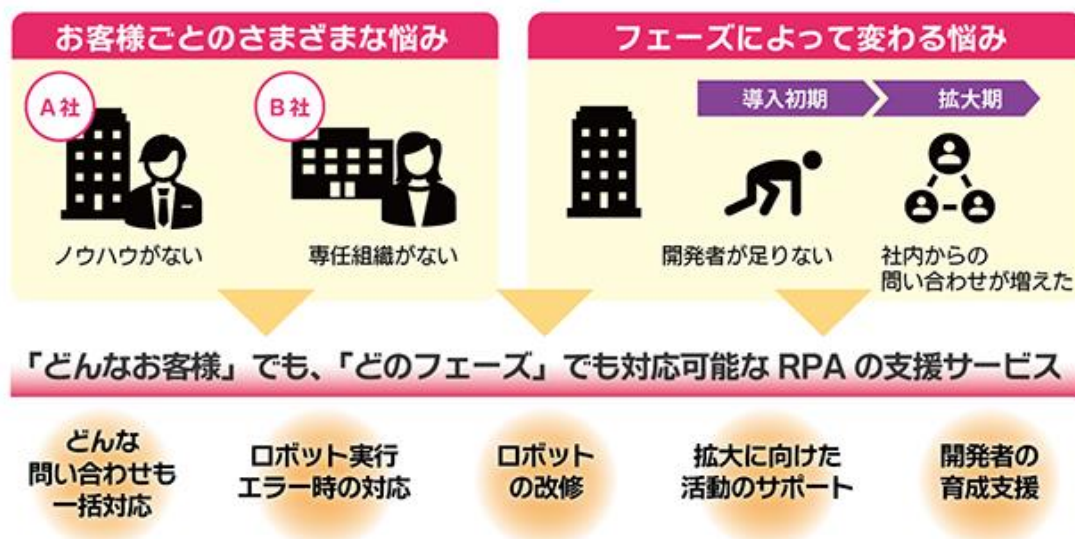 お客様ごとのさまざまな悩み
A社
B社
ノウハウがない
専任組織がない
フェーズによって変わる悩み
導入初期
拡大期
開発者が足りない
社内からの
問い合わせが増えた
「どんなお客様」でも、「どのフェーズ」でも対応可能な RPA の支援サービス
どんな
問い合わせも
一括対応
ロボット実行
エラー時の対応
ロボット
の改修
拡大に向けた
活動のサポート
開発者の
育成支援